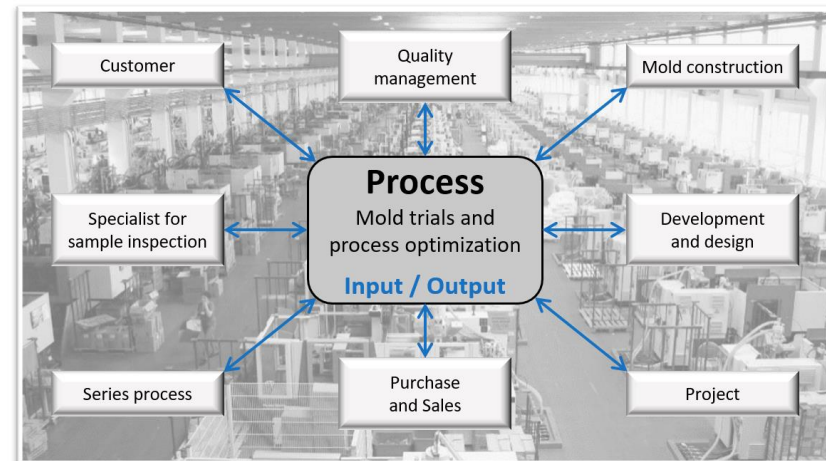 Customer
Quality
management
Mold construction
Process
Mold trials and
process optimization
Input / Output
Specialist for
sample inspection
Development
and design
Series process
Purchase
and Sales
Project